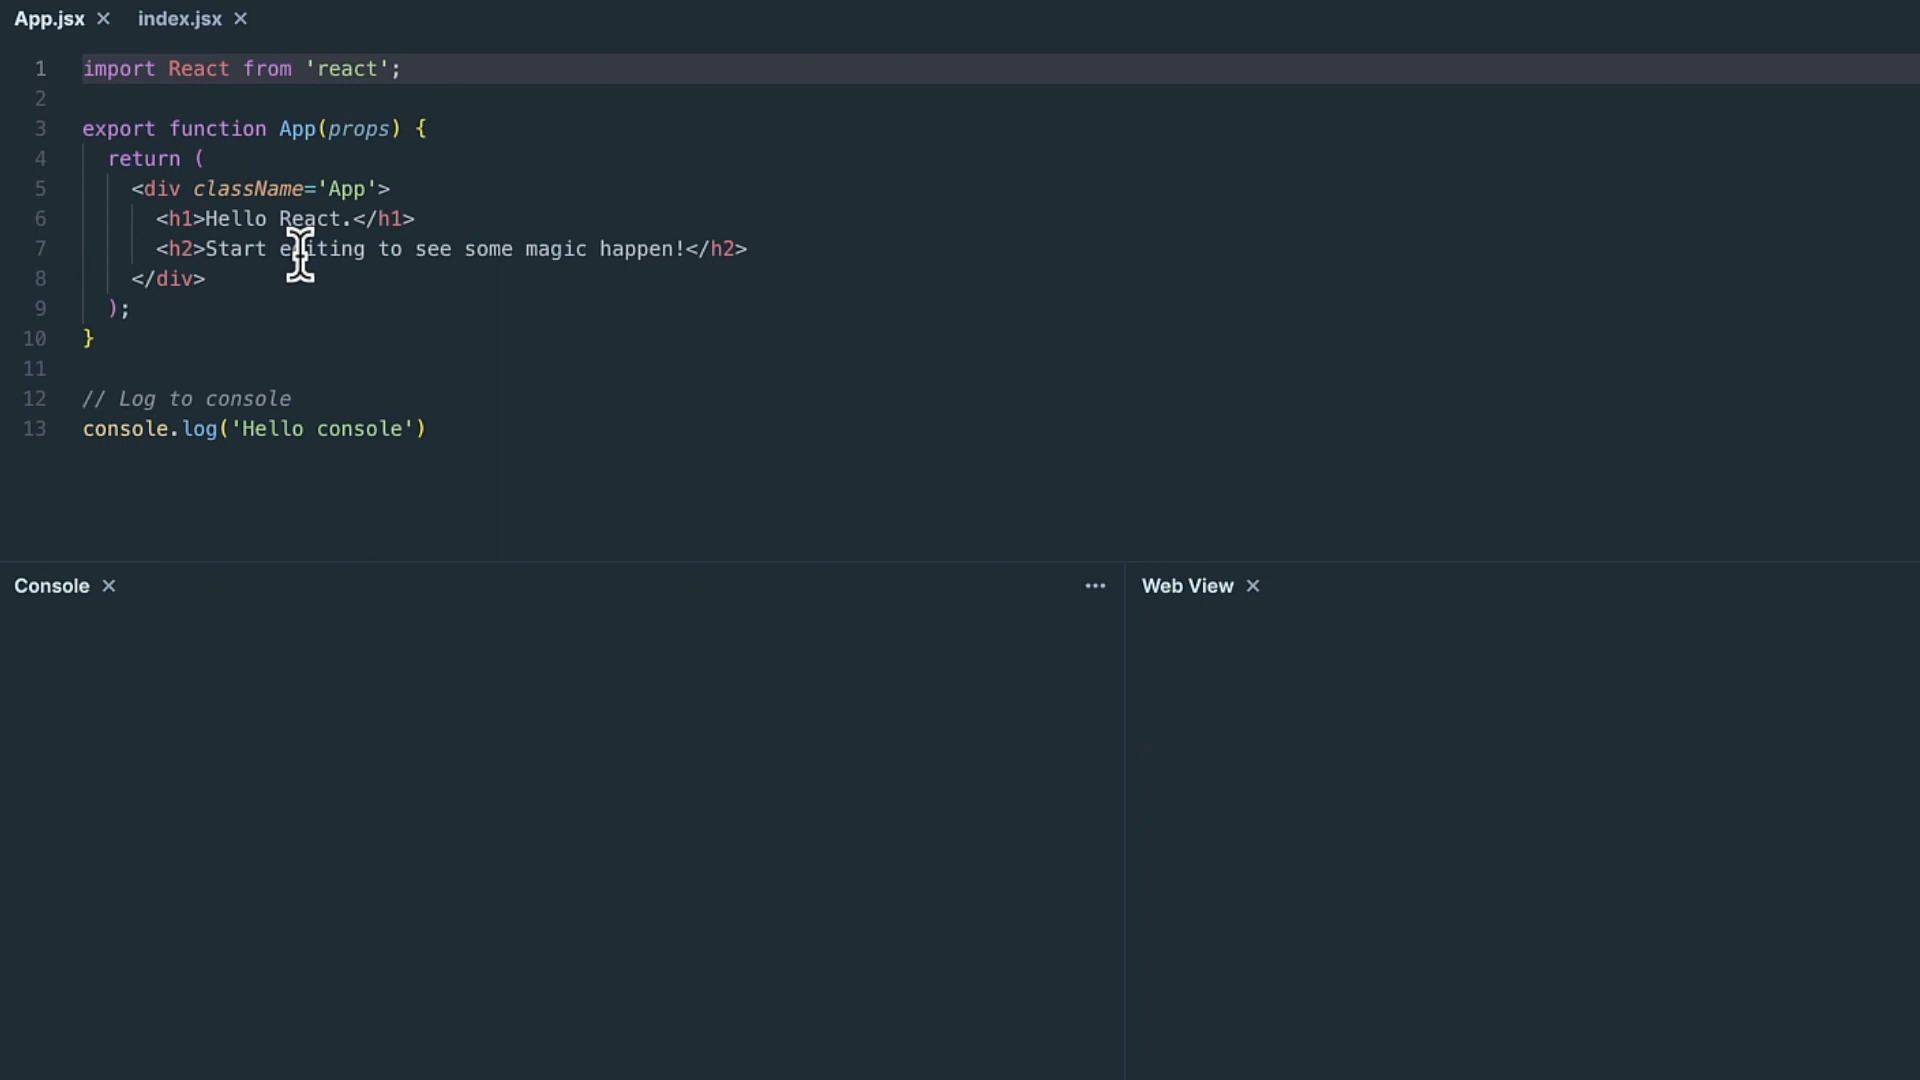 App.jsx × index.jsx ×
1 import React from 'react';
2
3 export function App(props) {
4 return (
5 <div className='App'>
6 <h1>Hello React.</h1>
7 <h2>Start editing to see some magic happen!</h2>
8 </div>
9 );
10 }
11
12 // Log to console
13 console.log('Hello console')
Console × ··· Web View ×